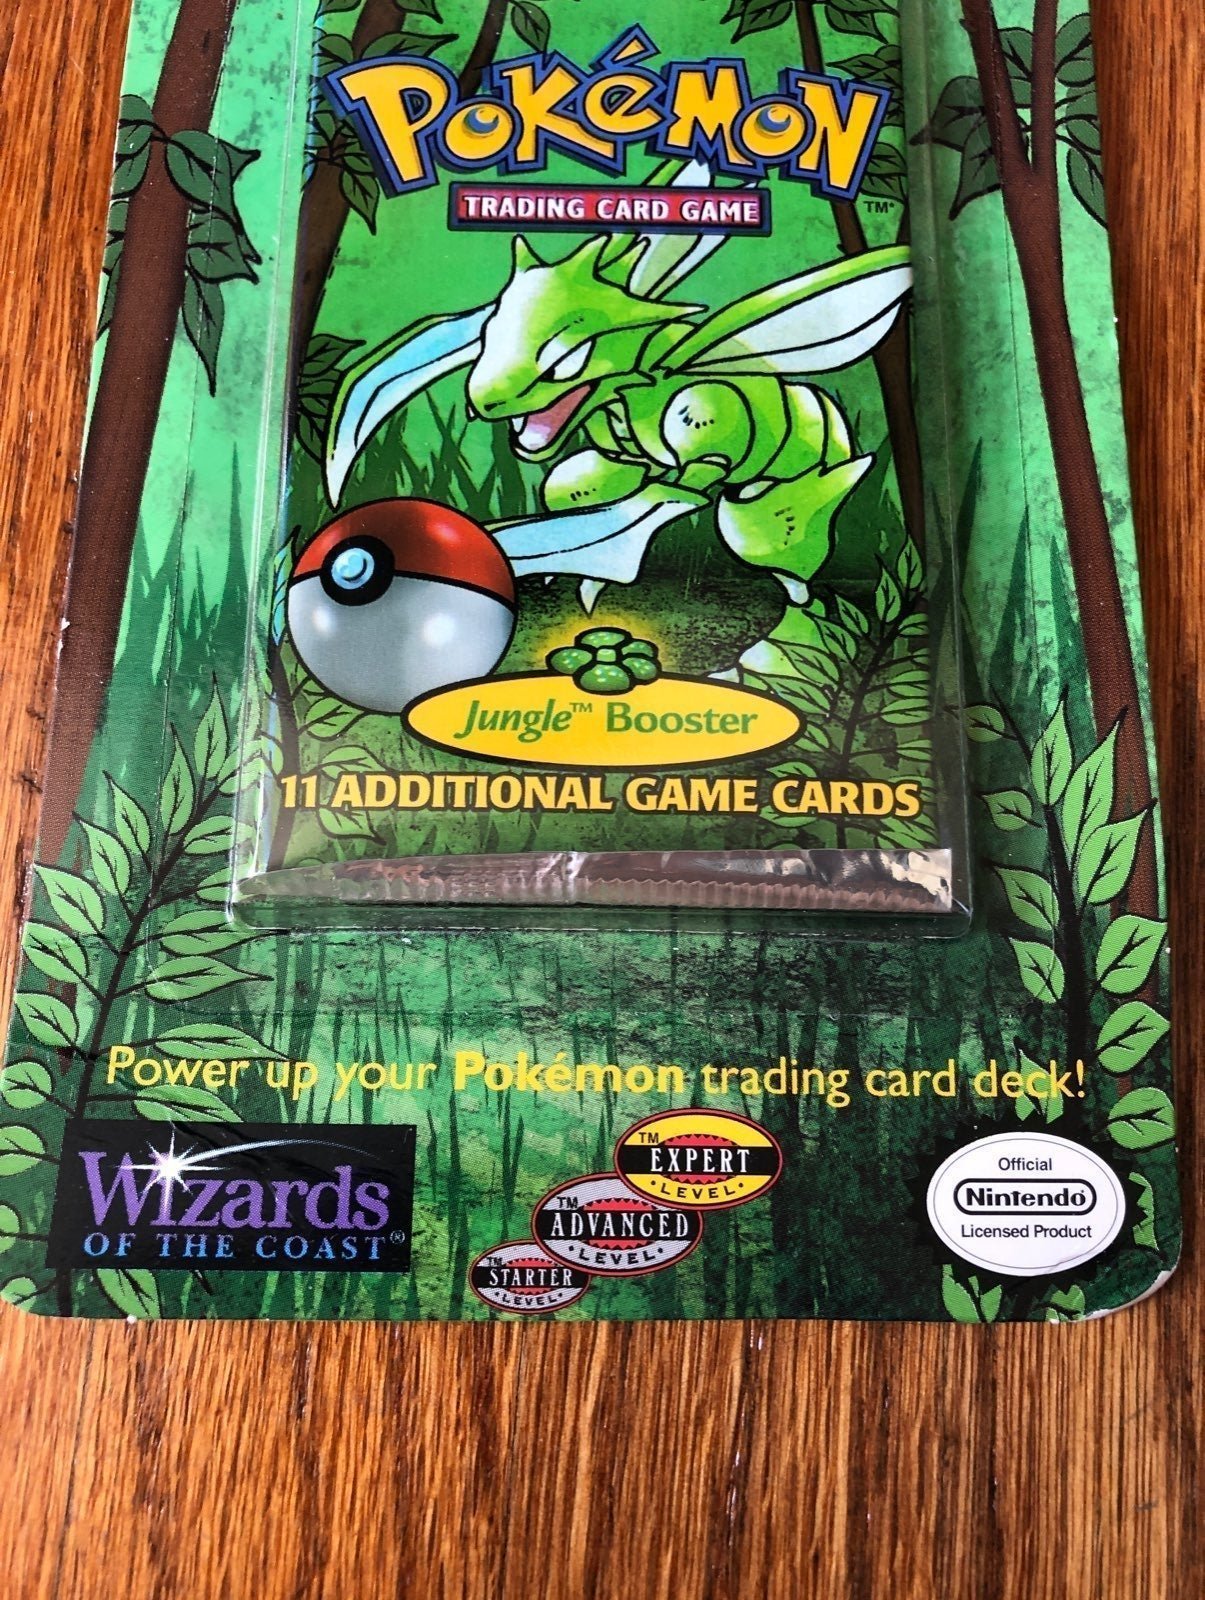 POKéMON
TRADING CARD GAME ™
Jungle™ Booster
11 ADDITIONAL GAME CARDS
Power up your Pokémon trading card deck!
Wizards
OF THE COAST®
™
EXPERT
LEVEL
™
ADVANCED
LEVEL
™
STARTER
LEVEL
Official
Nintendo®
Licensed Product